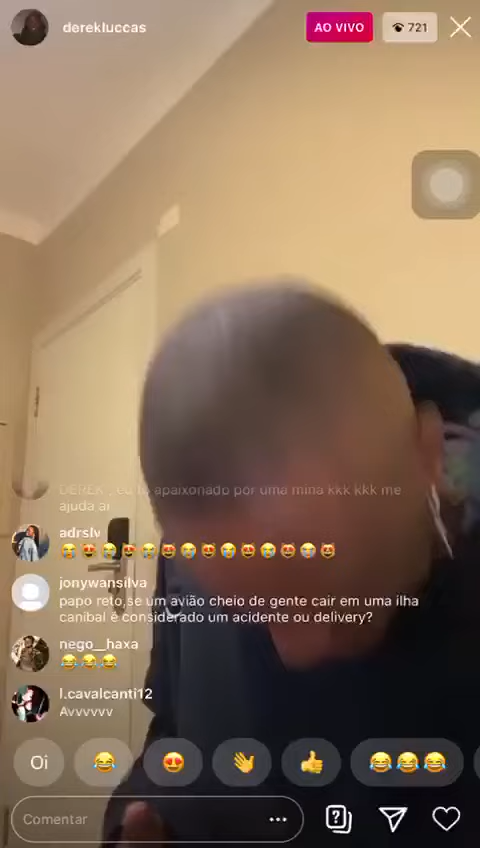 derekluccas
AO VIVO
721
DEREK , eu tô apaixonado por uma mina kkk kkk me
ajuda ai
adrslv
jonywansilva
papo reto,se um avião cheio de gente cair em uma ilha
canibal é considerado um acidente ou delivery?
nego__haxa
l.cavalcanti12
Avvvvvv
Oi
Comentar